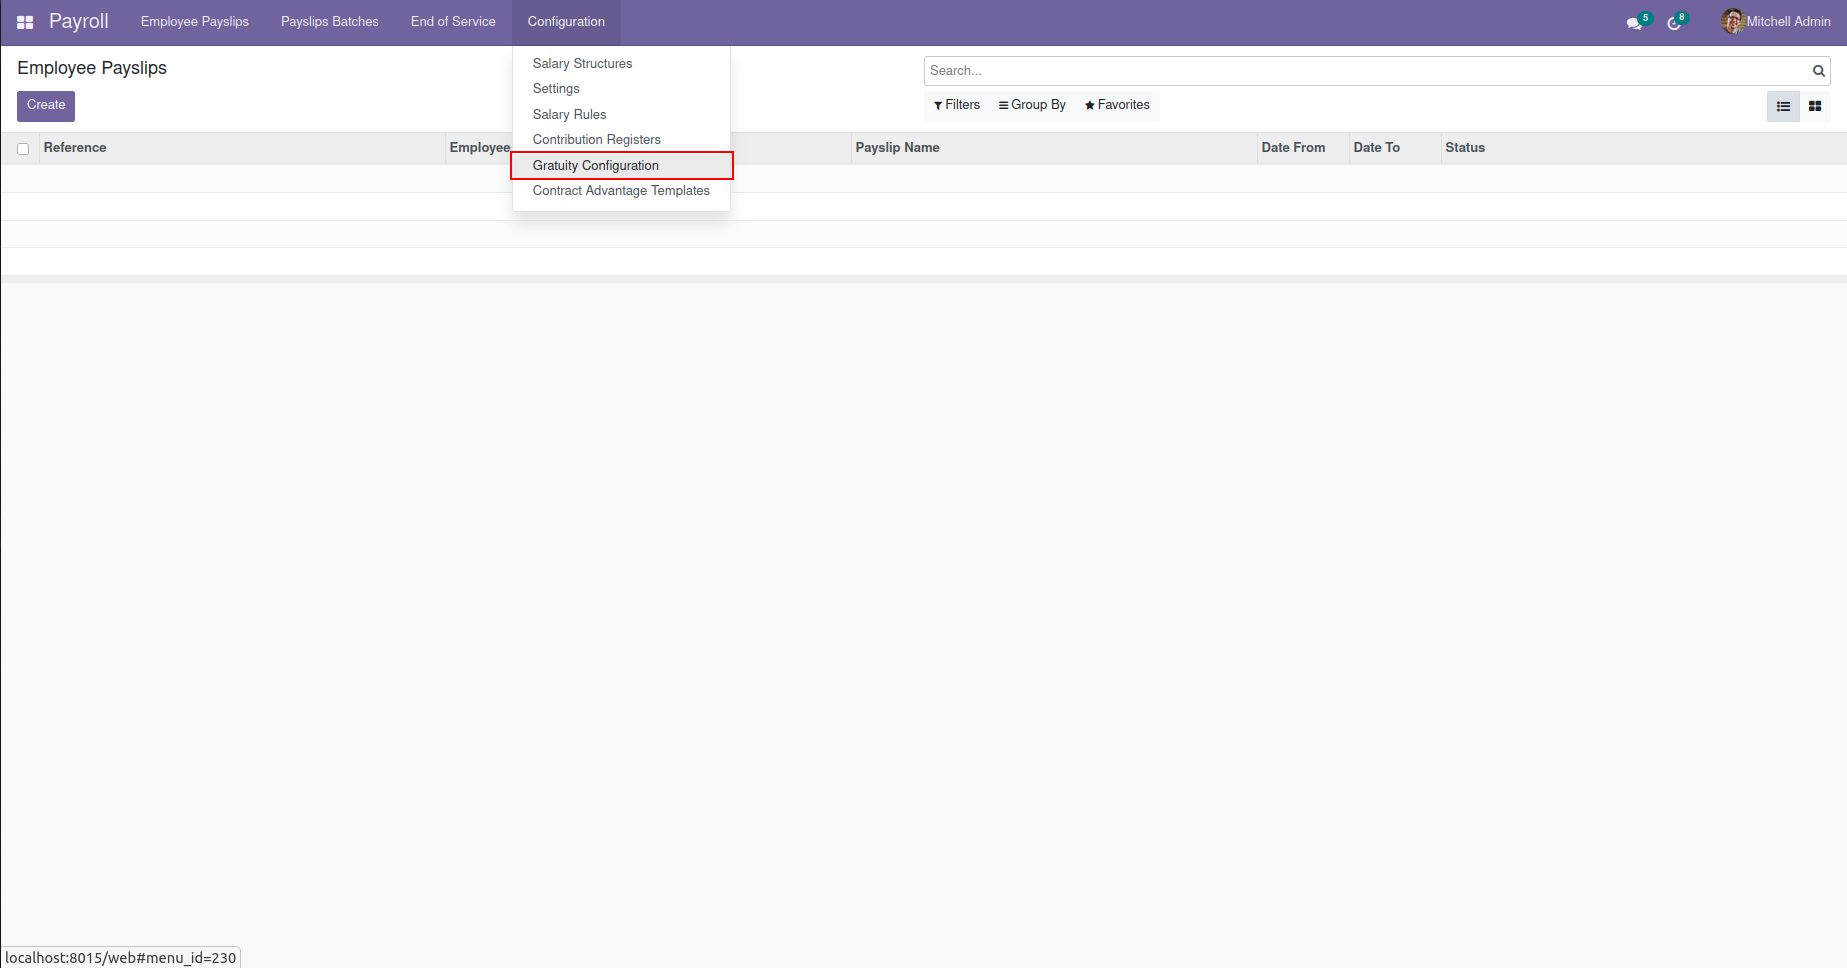 Payroll Employee Payslips Payslips Batches End of Service Configuration 5 8 Mitchell Admin
Employee Payslips
Search...
Create
Filters Group By Favorites
Salary Structures
Settings
Salary Rules
Contribution Registers
Gratuity Configuration
Contract Advantage Templates
Reference Employee Payslip Name Date From Date To Status
localhost:8015/web#menu_id=230